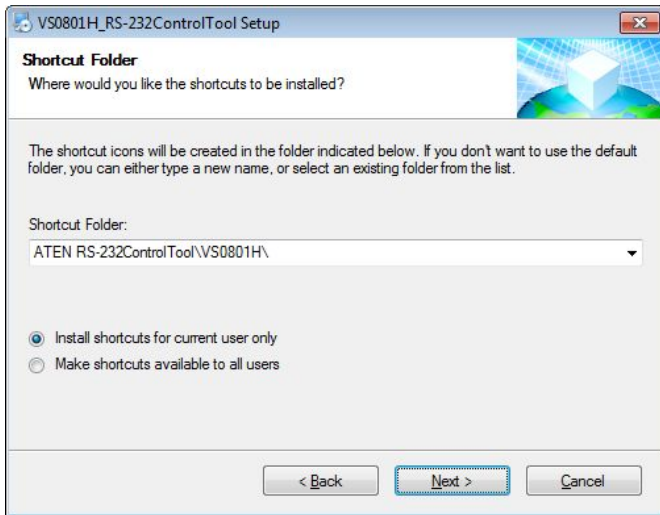 VS0801H_RS-232ControlTool Setup
Shortcut Folder
Where would you like the shortcuts to be installed?
The shortcut icons will be created in the folder indicated below. If you don't want to use the default
folder, you can either type a new name, or select an existing folder from the list.
Shortcut Folder:
ATEN RS-232ControlTool\VS0801H\
Install shortcuts for current user only
Make shortcuts available to all users
< Back
Next >
Cancel